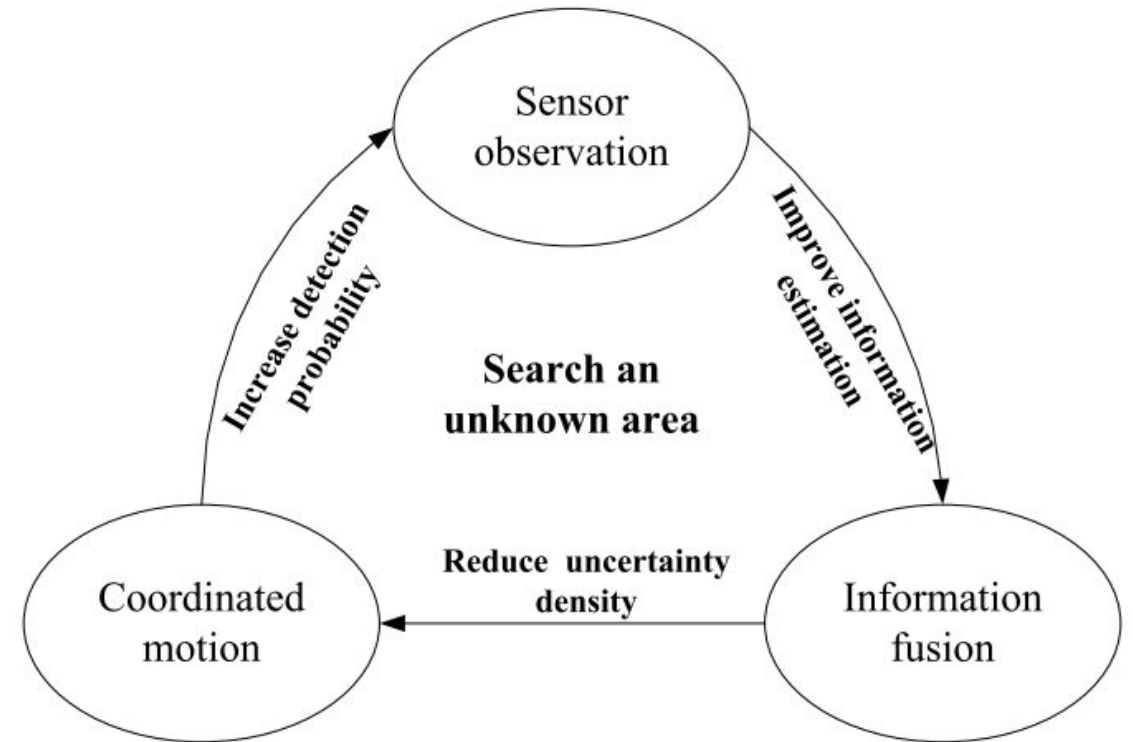 Sensor
observation
Increase detection
probability
Improve information
estimation
Search an
unknown area
Reduce uncertainty
density
Coordinated
motion
Information
fusion